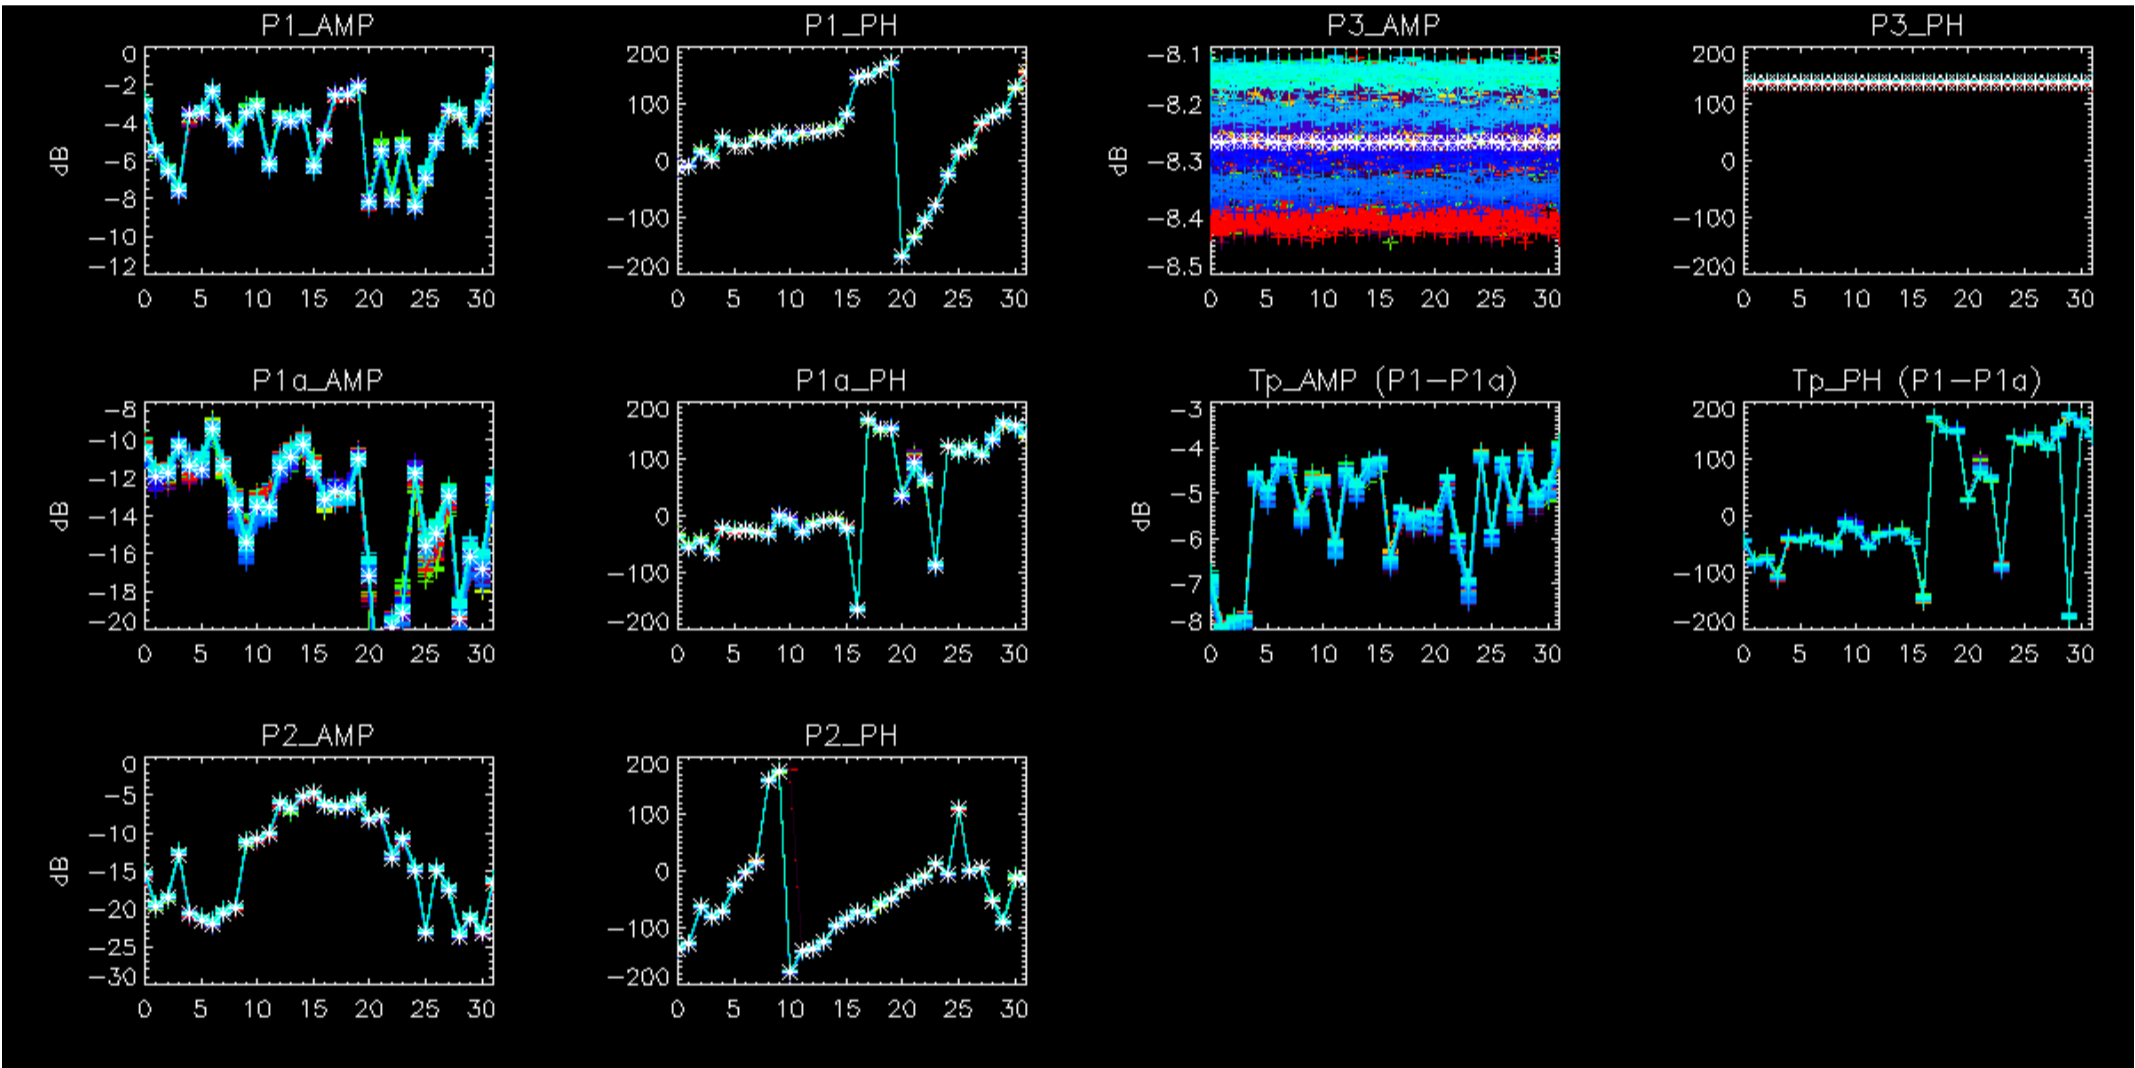 P1_AMP
0
-2
-4
-6
-8
-10
-12
dB
0 5 10 15 20 25 30
P1_PH
200
100
0
-100
-200
0 5 10 15 20 25 30
P3_AMP
-8.1
-8.2
-8.3
-8.4
-8.5
dB
0 5 10 15 20 25 30
P3_PH
200
100
0
-100
-200
0 5 10 15 20 25 30
P1a_AMP
-8
-10
-12
-14
-16
-18
-20
dB
0 5 10 15 20 25 30
P1a_PH
200
100
0
-100
-200
0 5 10 15 20 25 30
Tp_AMP (P1-P1a)
-3
-4
-5
-6
-7
-8
dB
0 5 10 15 20 25 30
Tp_PH (P1-P1a)
200
100
0
-100
-200
0 5 10 15 20 25 30
P2_AMP
0
-5
-10
-15
-20
-25
-30
dB
0 5 10 15 20 25 30
P2_PH
200
100
0
-100
-200
0 5 10 15 20 25 30